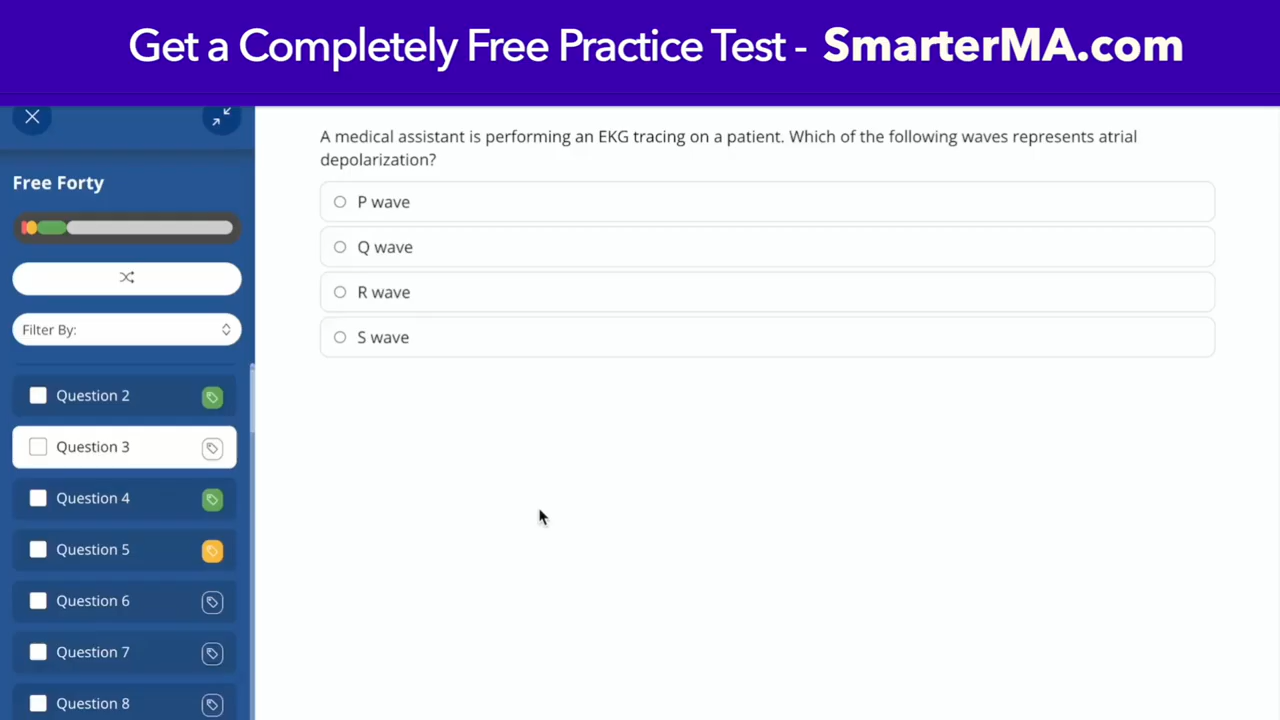 Get a Completely Free Practice Test - SmarterMA.com
Free Forty
Filter By:
Question 2
Question 3
Question 4
Question 5
Question 6
Question 7
Question 8
A medical assistant is performing an EKG tracing on a patient. Which of the following waves represents atrial
depolarization?
P wave
Q wave
R wave
S wave